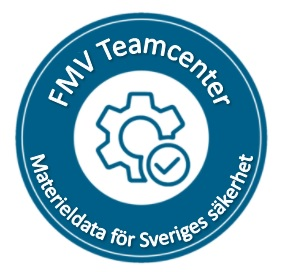 FMV Teamcenter
Materieldata för Sveriges säkerhet